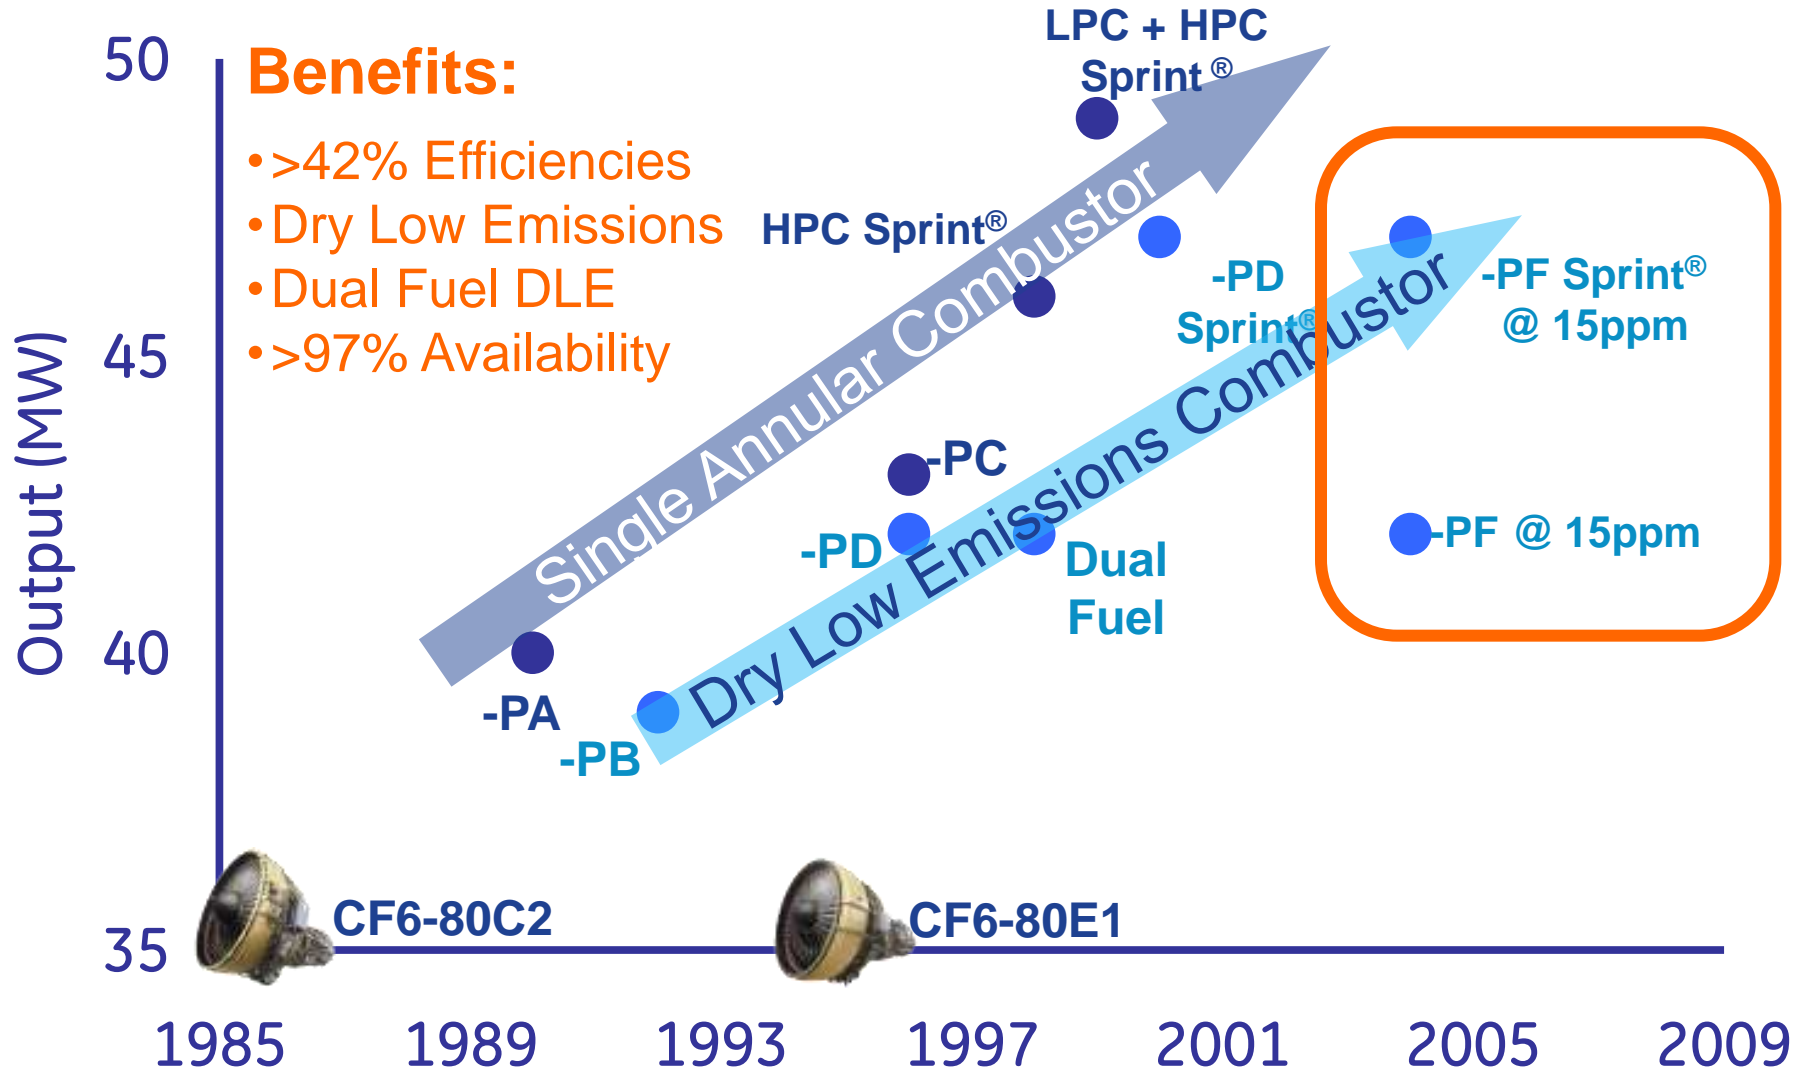 LPC + HPC
Sprint ®
50
Benefits:
•>42% Efficiencies
•Dry Low Emissions
•Dual Fuel DLE
•>97% Availability
HPC Sprint®
-PD
Sprint®
-PF Sprint®
@ 15ppm
45
Output (MW)
Single Annular Combustor
Dry Low Emissions Combustor
-PC
-PD
Dual
Fuel
-PF @ 15ppm
40
-PA
-PB
CF6-80C2
CF6-80E1
35
1985 1989 1993 1997 2001 2005 2009